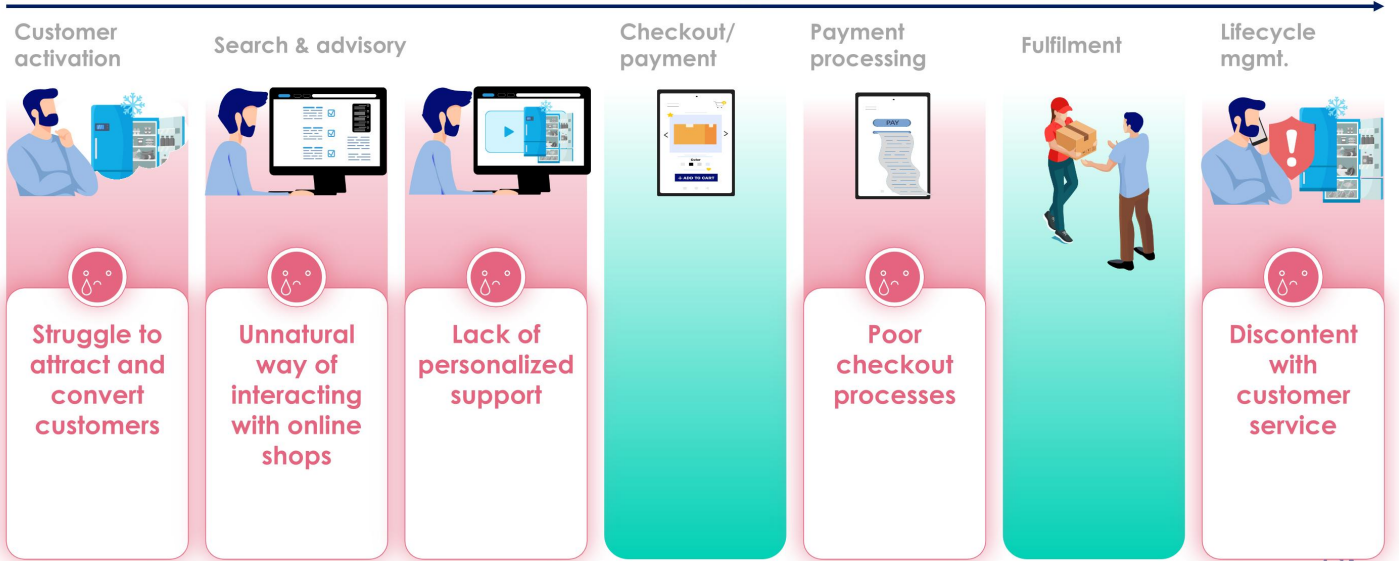 Customer
activation
Search & advisory
Checkout/
payment
Payment
processing
Fulfilment
Lifecycle
mgmt.
ADD TO CART
PAY
Struggle to
attract and
convert
customers
Unnatural
way of
interacting
with online
shops
Lack of
personalized
support
Poor
checkout
processes
Discontent
with
customer
service